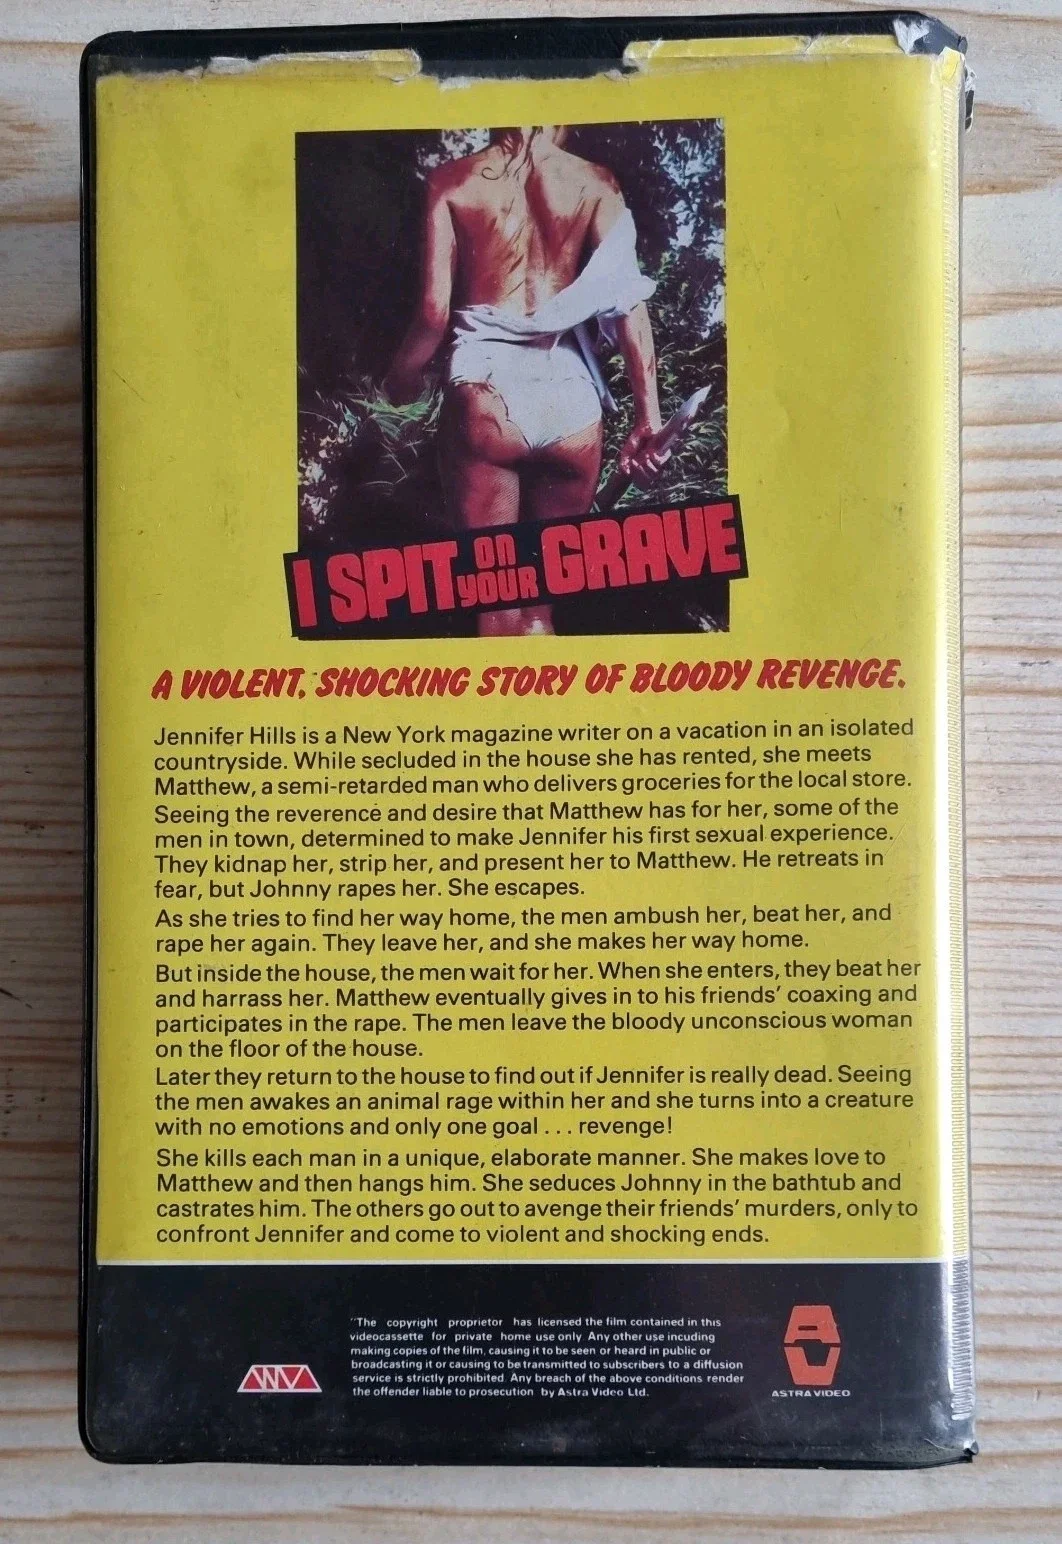 I SPIT ON YOUR GRAVE
A VIOLENT, SHOCKING STORY OF BLOODY REVENGE.
Jennifer Hills is a New York magazine writer on a vacation in an isolated
countryside. While secluded in the house she has rented, she meets
Matthew, a semi-retarded man who delivers groceries for the local store.
Seeing the reverence and desire that Matthew has for her, some of the
men in town, determined to make Jennifer his first sexual experience.
They kidnap her, strip her, and present her to Matthew. He retreats in
fear, but Johnny rapes her. She escapes.
As she tries to find her way home, the men ambush her, beat her, and
rape her again. They leave her, and she makes her way home.
But inside the house, the men wait for her. When she enters, they beat her
and harrass her. Matthew eventually gives in to his friends' coaxing and
participates in the rape. The men leave the bloody unconscious woman
on the floor of the house.
Later they return to the house to find out if Jennifer is really dead. Seeing
the men awakes an animal rage within her and she turns into a creature
with no emotions and only one goal . . . revenge!
She kills each man in a unique, elaborate manner. She makes love to
Matthew and then hangs him. She seduces Johnny in the bathtub and
castrates him. The others go out to avenge their friends' murders, only to
confront Jennifer and come to violent and shocking ends.
"The copyright proprietor has licensed the film contained in this
videocassette for private home use only. Any other use incuding
making copies of the film, causing it to be seen or heard in public or
broadcasting it or causing to be transmitted to subscribers to a diffusion
service is strictly prohibited. Any breach of the above conditions render
the offender liable to prosecution by Astra Video Ltd.
AV
ASTRA VIDEO